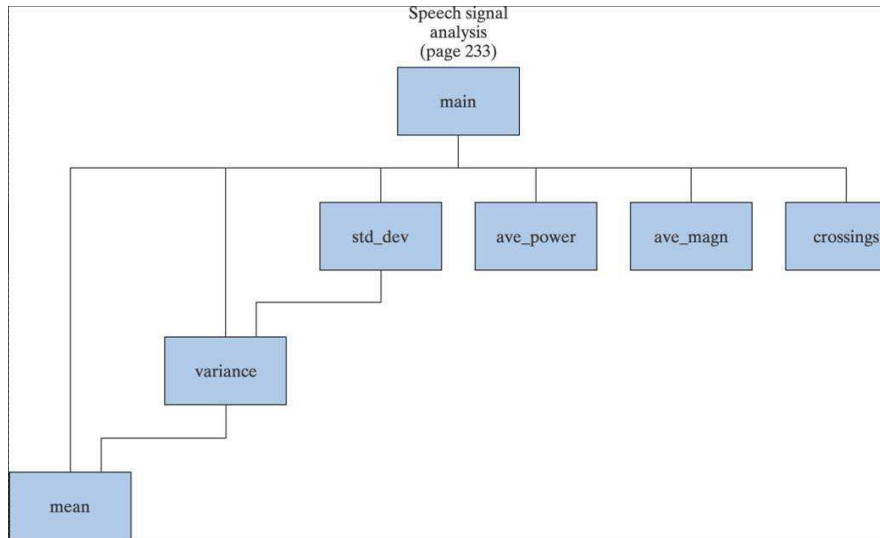 Speech signal
analysis
(page 233)
main
std_dev
ave_power
ave_magn
crossings
variance
mean